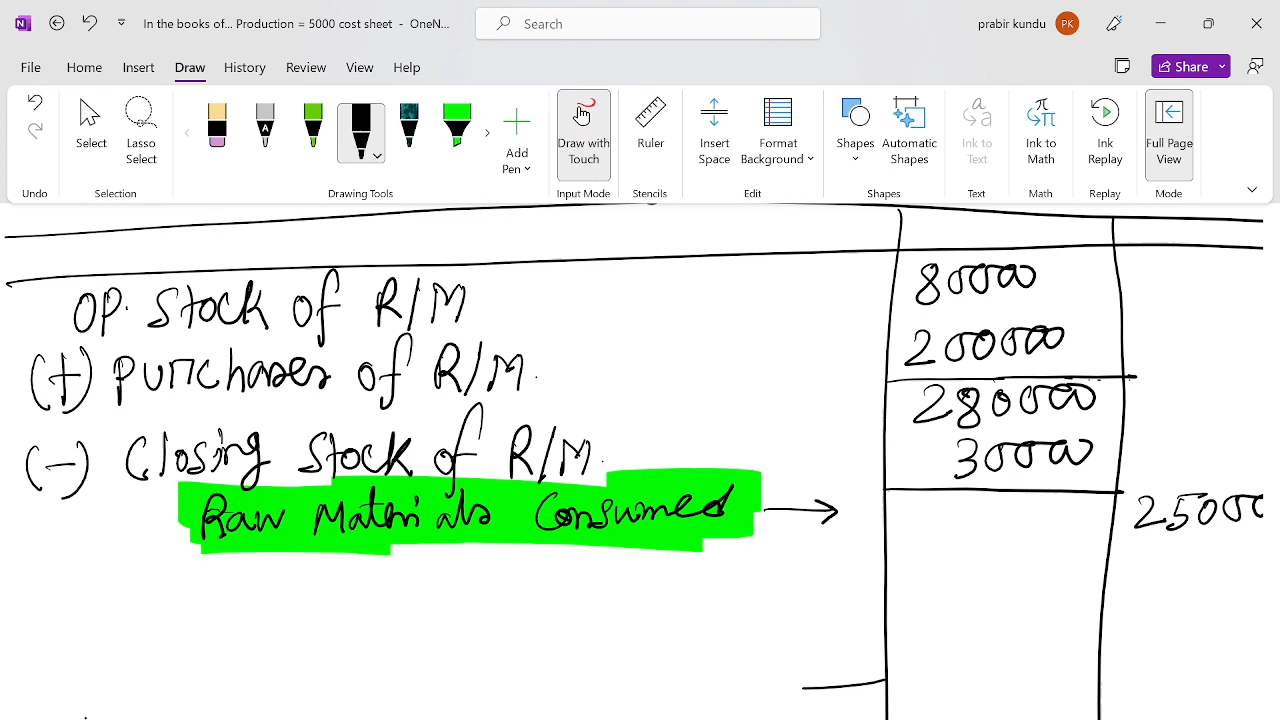 In the books of... Production = 5000 cost sheet - OneN...
Search
prabir kundu
PK
File Home Insert Draw History Review View Help
Share
Select
Lasso Select
A
Add Pen
Draw with Touch
Ruler
Insert Space
Format Background
Shapes
Automatic Shapes
Ink to Text
Ink to Math
Ink Replay
Full Page View
Undo Selection Drawing Tools Input Mode Stencils Edit Shapes Text Math Replay Mode
OP. Stock of R/M 80000
(+) Purchases of R/M. 200000
280000
(-) Closing Stock of R/M. 30000
Raw Materials Consumed → 25000